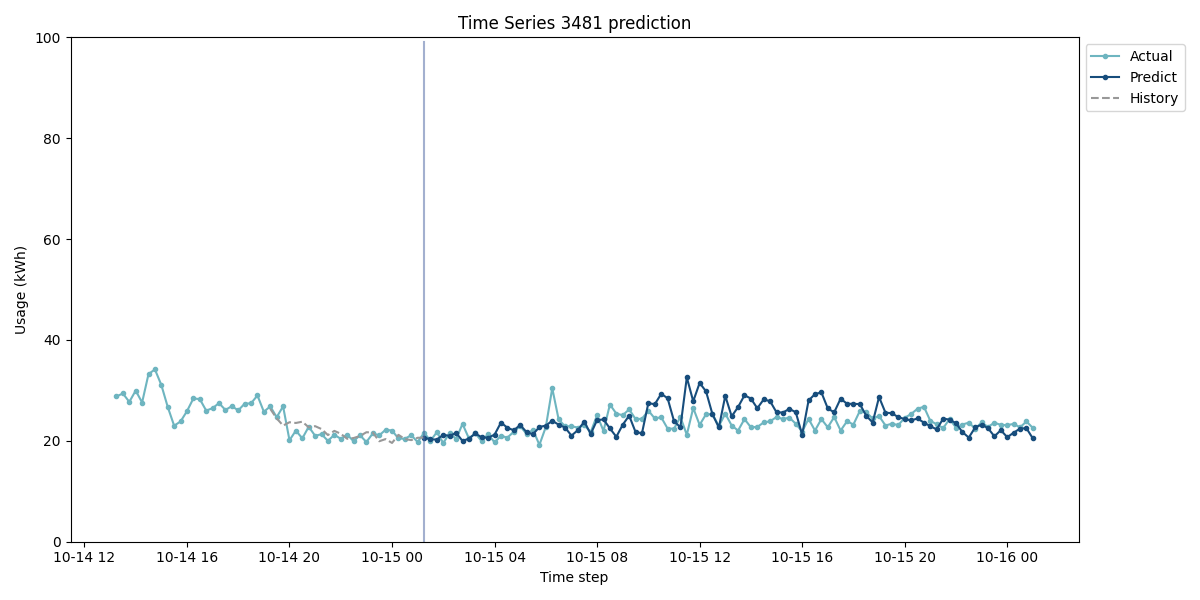 Time Series 3481 prediction
100
80
60
40
20
0
Usage (kWh)
10-14 12
10-14 16
10-14 20
10-15 00
10-15 04
10-15 08
10-15 12
10-15 16
10-15 20
10-16 00
Time step
Actual
Predict
History